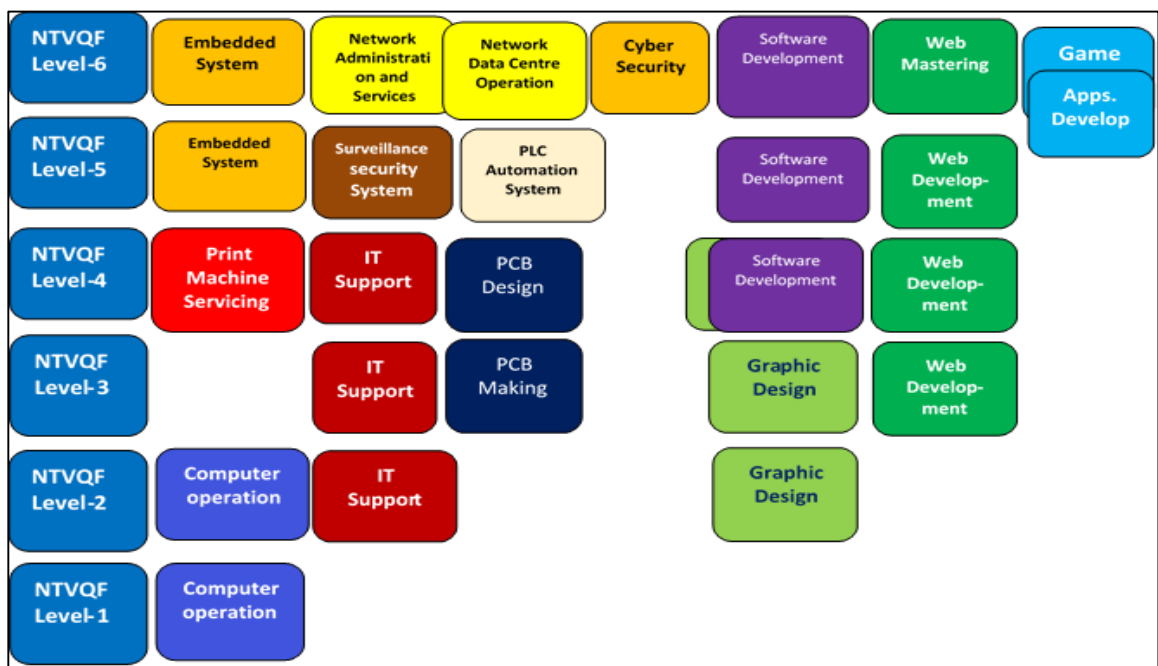 NTVQF
Level-6
Embedded
System
Network
Administrati
on and
Services
Network
Data Centre
Operation
Cyber
Security
Software
Development
Web
Mastering
Game
Apps.
Develop
NTVQF
Level-5
Embedded
System
Surveillance
security
System
PLC
Automation
System
Software
Development
Web
Develop-
ment
NTVQF
Level-4
Print
Machine
Servicing
IT
Support
PCB
Design
Software
Development
Web
Develop-
ment
NTVQF
Level-3
IT
Support
PCB
Making
Graphic
Design
Web
Develop-
ment
NTVQF
Level-2
Computer
operation
IT
Support
Graphic
Design
NTVQF
Level-1
Computer
operation